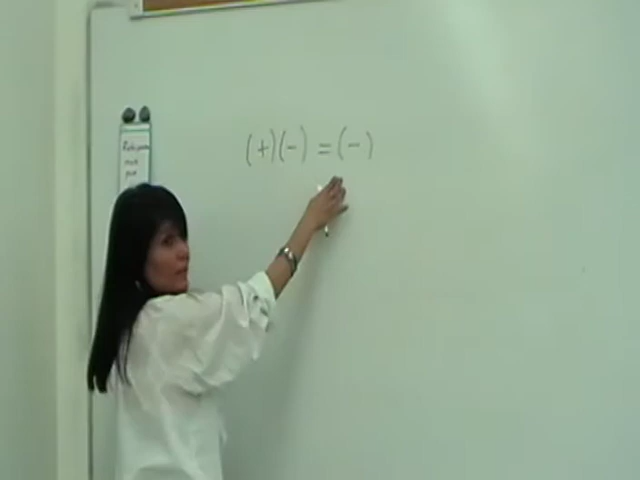 (+)(-) = (-)